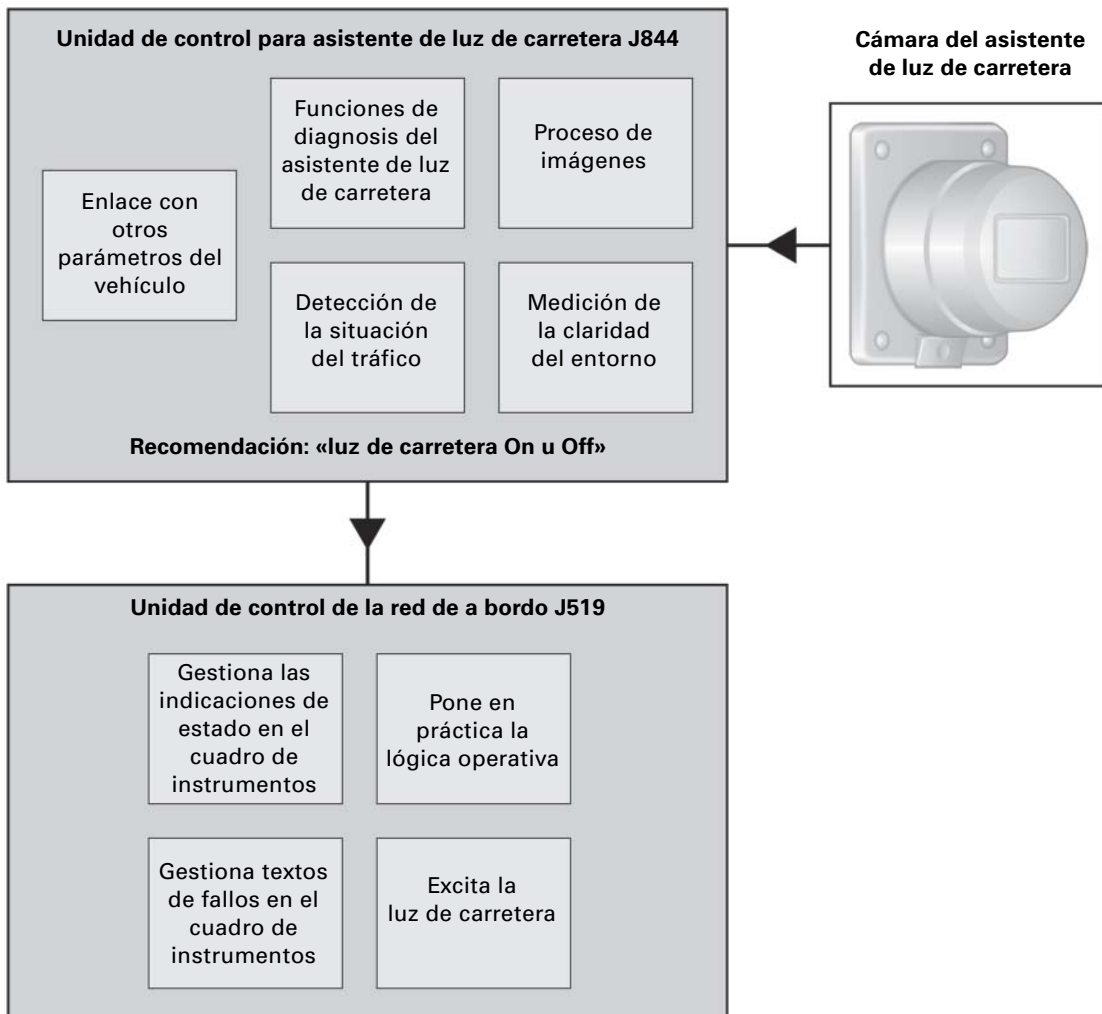 Unidad de control para asistente de luz de carretera J844
Cámara del asistente
de luz de carretera
Enlace con
otros
parámetros del
vehículo
Funciones de
diagnosis del
asistente de luz
de carretera
Proceso de
imágenes
Detección de
la situación
del tráfico
Medición de
la claridad
del entorno
Recomendación: «luz de carretera On u Off»
Unidad de control de la red de a bordo J519
Gestiona las
indicaciones de
estado en el
cuadro de
instrumentos
Pone en
práctica la
lógica operativa
Gestiona textos
de fallos en el
cuadro de
instrumentos
Excita la
luz de carretera